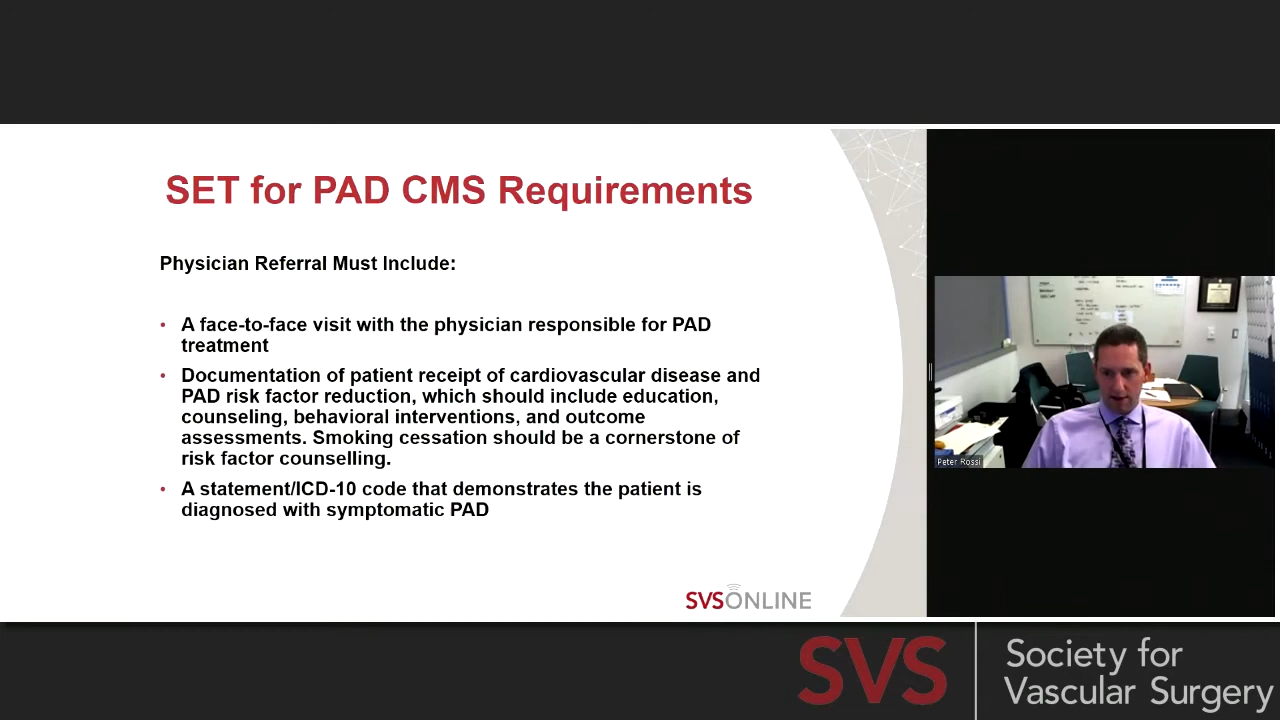 SET for PAD CMS Requirements
Physician Referral Must Include:
• A face-to-face visit with the physician responsible for PAD
treatment
• Documentation of patient receipt of cardiovascular disease and
PAD risk factor reduction, which should include education,
counseling, behavioral interventions, and outcome
assessments. Smoking cessation should be a cornerstone of
risk factor counselling.
• A statement/ICD-10 code that demonstrates the patient is
diagnosed with symptomatic PAD
SVSONLINE
Peter Rossi
SVS
Society for
Vascular Surgery